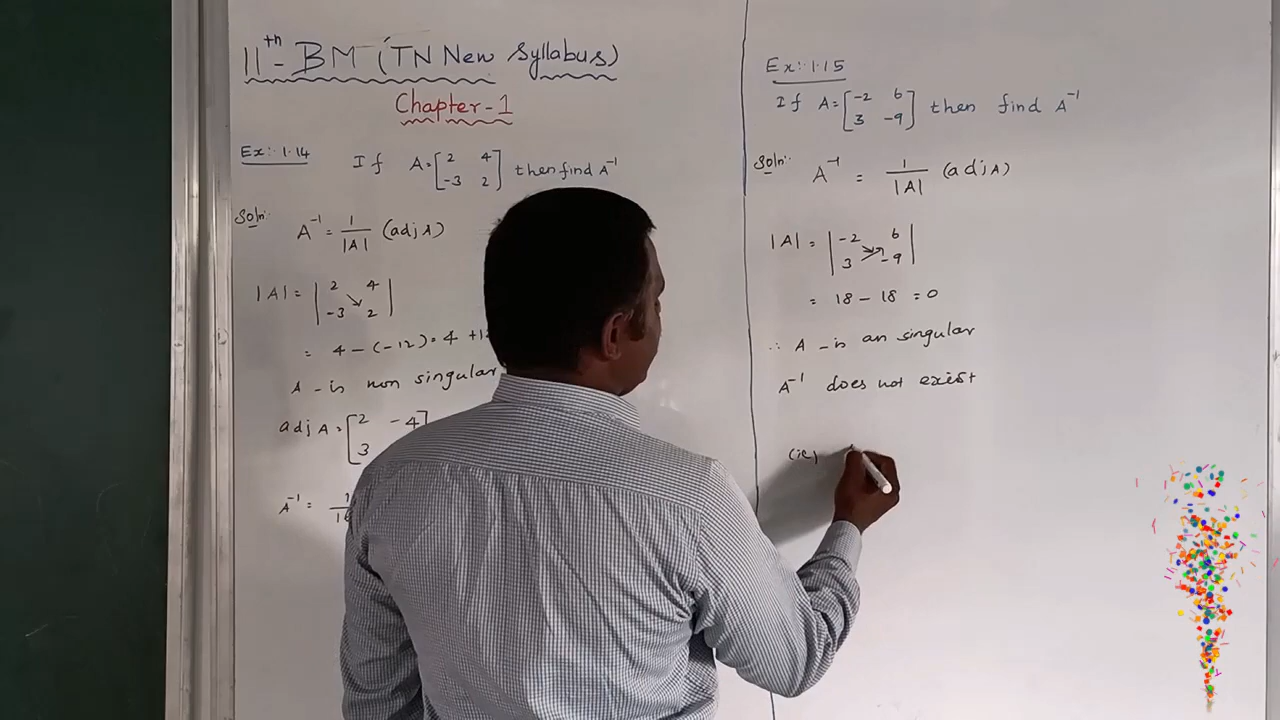 11th - BM (TN New Syllabus)
Chapter-1
Ex:-1.14 If A = [2 4
-3 2] then find A⁻¹
Soln:
A⁻¹ = 1/|A| (adj A)
|A| = |2 4
-3 2|
= 4 - (-12) = 4 +
A - is non singular
adj A = [2 -4
3
A⁻¹ = 1/16
Ex:-1.15
If A = [-2 6
3 -9] then find A⁻¹
Soln:
A⁻¹ = 1/|A| (adj A)
|A| = |-2 6
3 -9|
= 18 - 18 = 0
∴ A - is an singular
A⁻¹ does not exist
(ie)